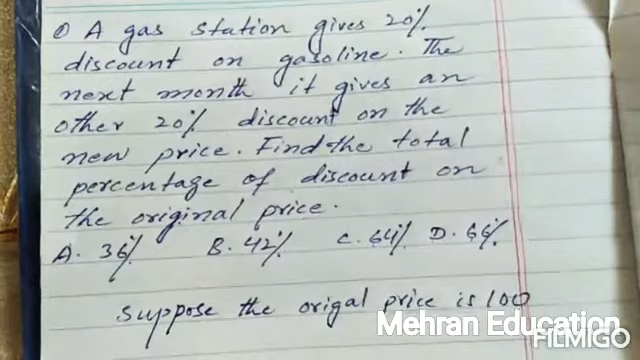 ① A gas station gives 20%
discount on gasoline. The
next month it gives an
other 20% discount on the
new price. Find the total
percentage of discount on
the original price.
A. 36% B. 42% C. 64% D. 66%
suppose the origal price is 100
Mehran Education
FILMIGO